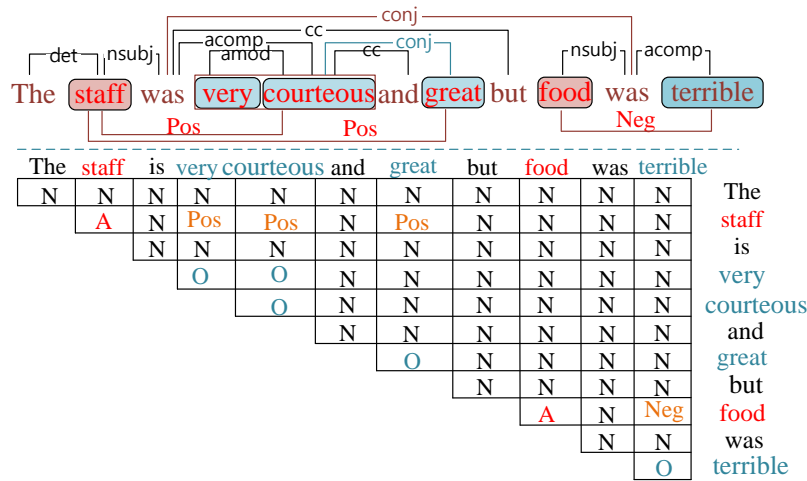 conj
acomp cc
det nsubj amod cc conj nsubj acomp
The staff was very courteous and great but food was terrible
Pos Pos Neg
The staff is very courteous and great but food was terrible
N N N N N N N N N N N The
A N Pos Pos N Pos N N N N staff
N N N N N N N N N is
O O N N N N N N very
O N N N N N N courteous
N N N N N N and
O N N N N great
N N N N but
A N Neg food
N N was
O terrible